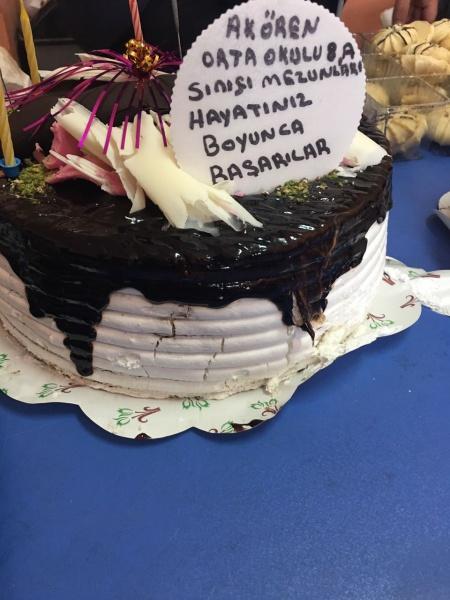 AKÖREN
ORTA OKULU 8A
SINIFI MEZUNLARI
HAYATINIZ
BOYUNCA
BAŞARILAR